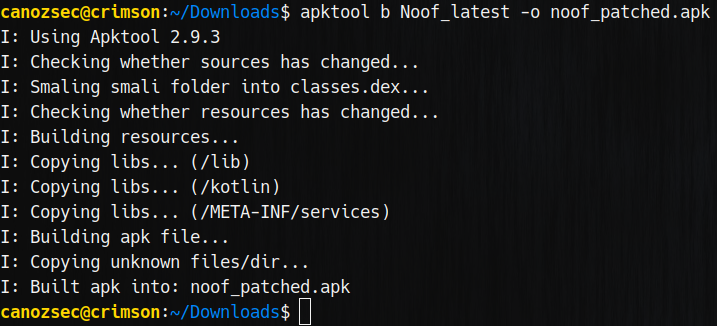 canozsec@crimson:~/Downloads$ apktool b Noof_latest -o noof_patched.apk
I: Using Apktool 2.9.3
I: Checking whether sources has changed...
I: Smaling smali folder into classes.dex...
I: Checking whether resources has changed...
I: Building resources...
I: Copying libs... (/lib)
I: Copying libs... (/kotlin)
I: Copying libs... (/META-INF/services)
I: Building apk file...
I: Copying unknown files/dir...
I: Built apk into: noof_patched.apk
canozsec@crimson:~/Downloads$